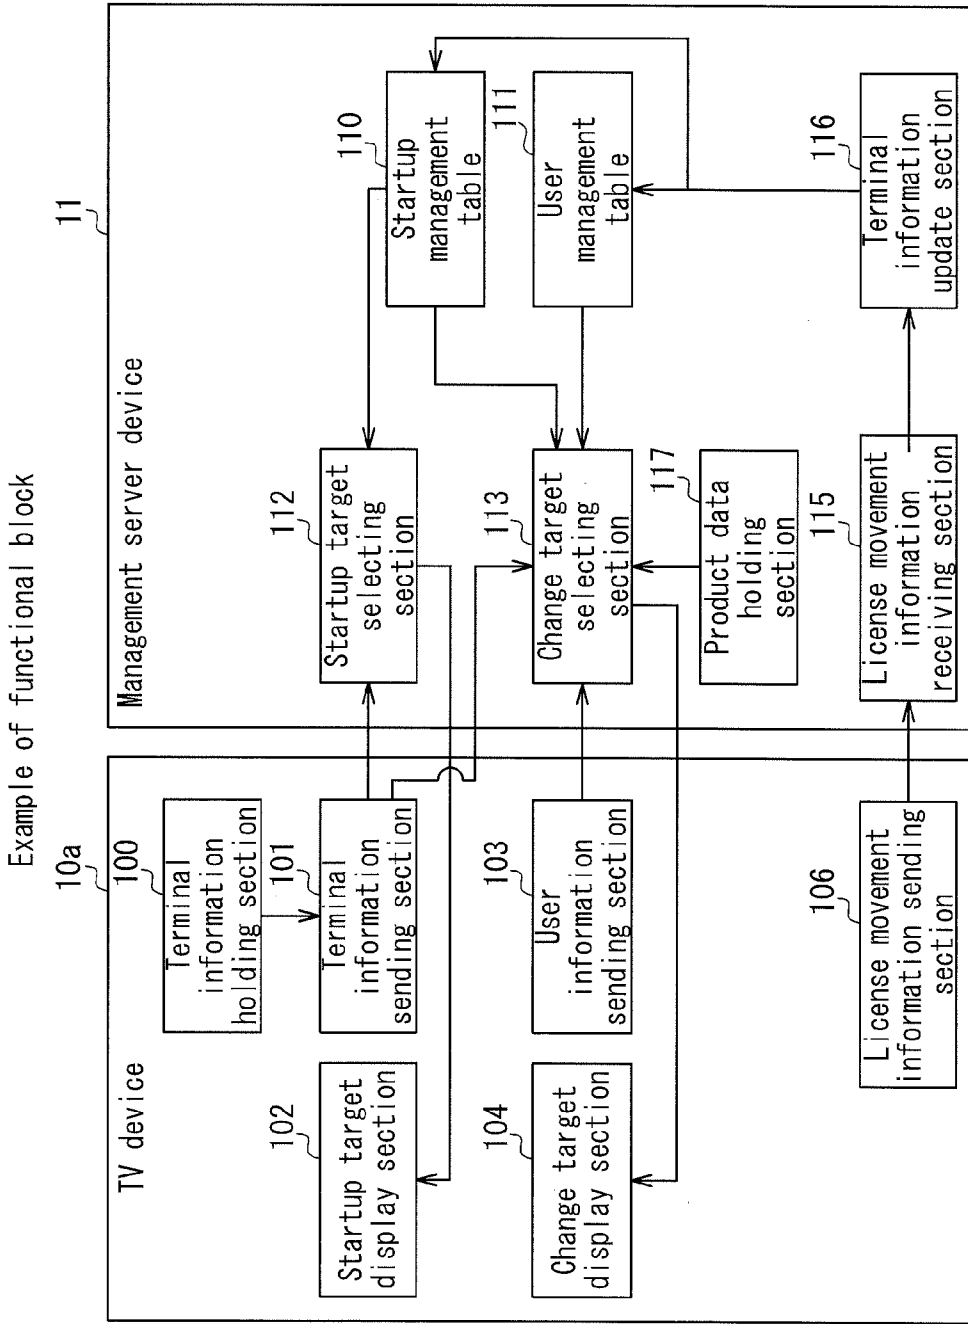 Example of functional block
10a
TV device
100
Terminal
information
holding section
102
Startup target
display section
101
Terminal
information
sending section
104
Change target
display section
103
User
information
sending section
106
License movement
information sending
section
11
Management server device
110
Startup
management
table
112
Startup target
selecting
section
111
User
management
table
113
Change target
selecting
section
117
Product data
holding
section
115
License movement
information
receiving section
116
Terminal
information
update section